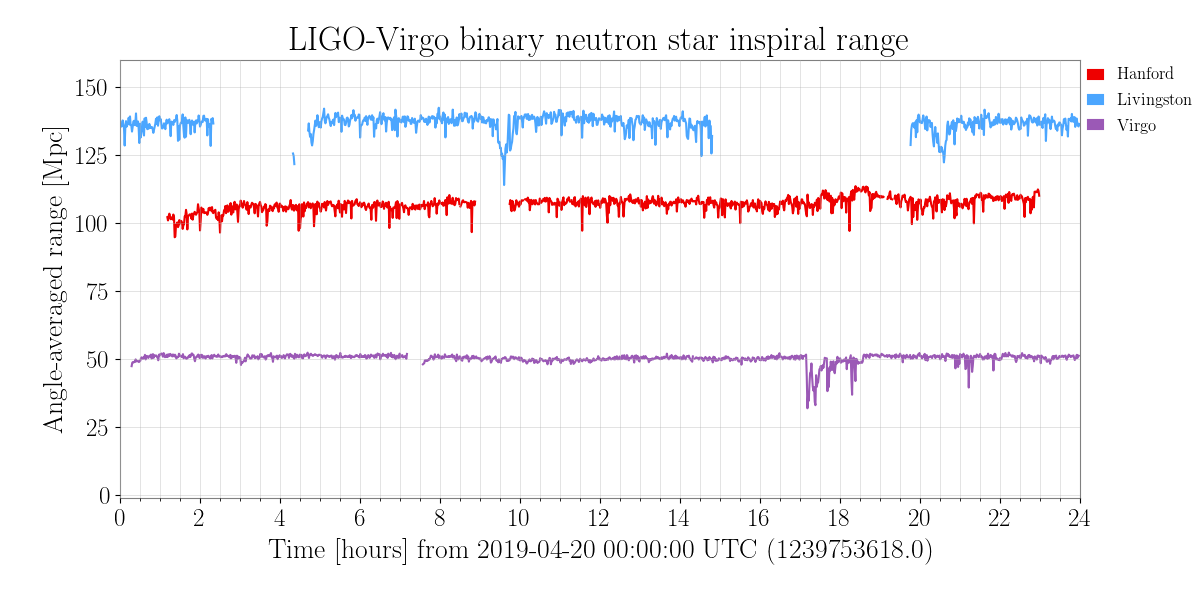 LIGO-Virgo binary neutron star inspiral range
Angle-averaged range [Mpc]
150
125
100
75
50
25
0
0 2 4 6 8 10 12 14 16 18 20 22 24
Time [hours] from 2019-04-20 00:00:00 UTC (1239753618.0)
Hanford
Livingston
Virgo